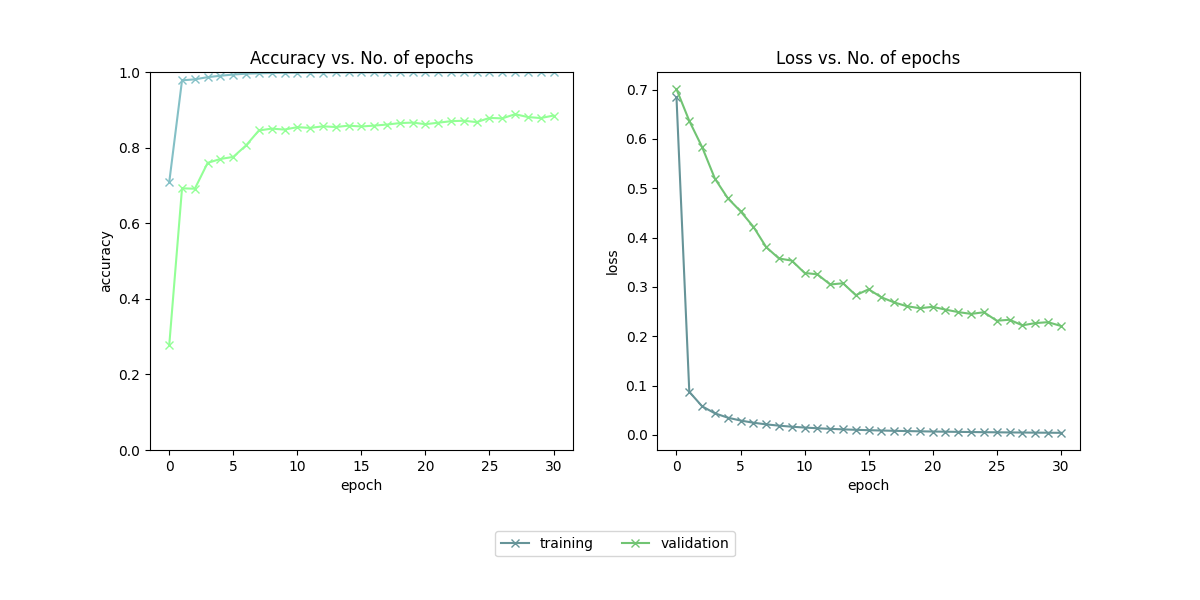 Accuracy vs. No. of epochs
1.0
0.8
0.6
0.4
0.2
0.0
accuracy
0 5 10 15 20 25 30
epoch
Loss vs. No. of epochs
0.7
0.6
0.5
0.4
0.3
0.2
0.1
0.0
loss
0 5 10 15 20 25 30
epoch
training validation